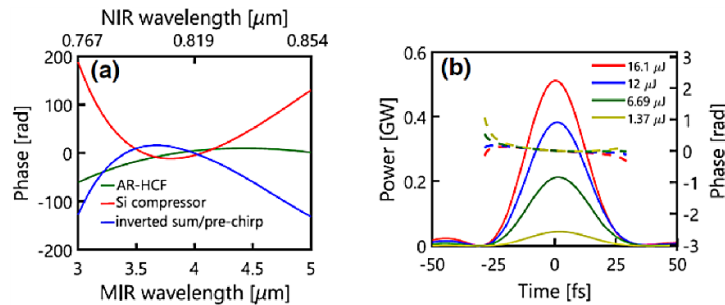 NIR wavelength [μm]
0.767 0.819 0.854
200
100
0
-100
-200
Phase [rad]
(a)
AR-HCF
Si compressor
inverted sum/pre-chirp
3 3.5 4 4.5 5
MIR wavelength [μm]
0.6
0.4
0.2
0
Power [GW]
(b)
16.1 μJ
12 μJ
6.69 μJ
1.37 μJ
3
2
1
0
-1
-2
-3
Phase [rad]
-50 -25 0 25 50
Time [fs]